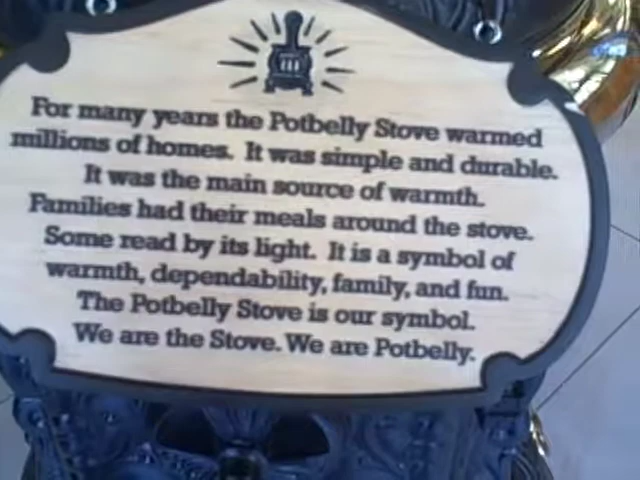 For many years the Potbelly Stove warmed
millions of homes. It was simple and durable.
It was the main source of warmth.
Families had their meals around the stove.
Some read by its light. It is a symbol of
warmth, dependability, family, and fun.
The Potbelly Stove is our symbol.
We are the Stove. We are Potbelly.